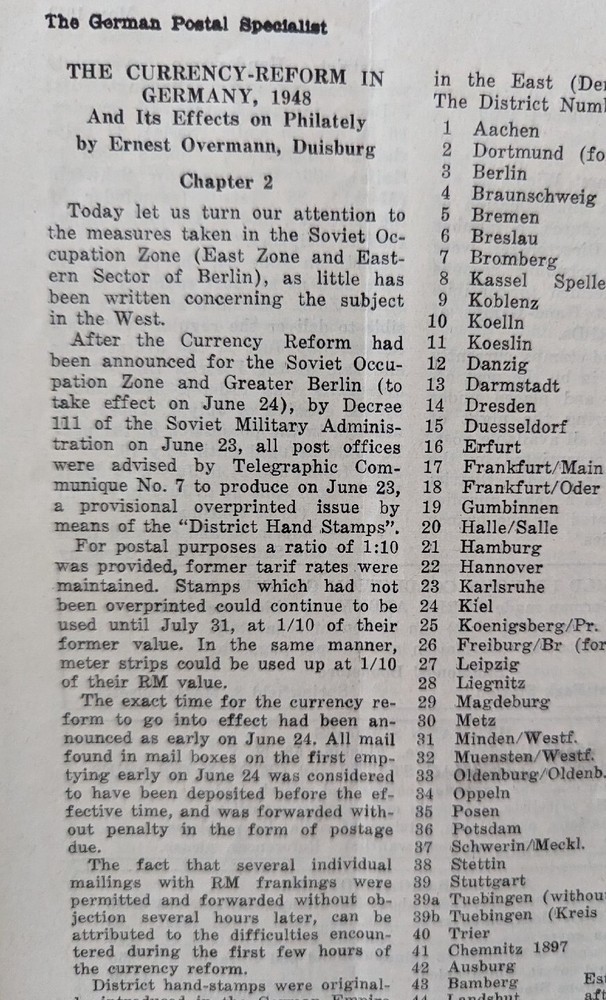 The German Postal Specialist
THE CURRENCY-REFORM IN
GERMANY, 1948
And Its Effects on Philately
by Ernest Overmann, Duisburg
Chapter 2
Today let us turn our attention to
the measures taken in the Soviet Oc-
cupation Zone (East Zone and East-
ern Sector of Berlin), as little has
been written concerning the subject
in the West.
After the Currency Reform had
been announced for the Soviet Occu-
pation Zone and Greater Berlin (to
take effect on June 24), by Decree
111 of the Soviet Military Adminis-
tration on June 23, all post offices
were advised by Telegraphic Com-
munique No. 7 to produce on June 23,
a provisional overprinted issue by
means of the "District Hand Stamps".
For postal purposes a ratio of 1:10
was provided, former tarif rates were
maintained. Stamps which had not
been overprinted could continue to be
used until July 31, at 1/10 of their
former value. In the same manner,
meter strips could be used up at 1/10
of their RM value.
The exact time for the currency re-
form to go into effect had been an-
nounced as early on June 24. All mail
found in mail boxes on the first emp-
tying early on June 24 was considered
to have been deposited before the ef-
fective time, and was forwarded with-
out penalty in the form of postage
due.
The fact that several individual
mailings with RM frankings were
permitted and forwarded without ob-
jection several hours later, can be
attributed to the difficulties encoun-
tered during the first few hours of
the currency reform.
District hand-stamps were original-
in the East
The District
1 Aachen
2 Dortmund
3 Berlin
4 Braunschweig
5 Bremen
6 Breslau
7 Bromberg
8 Kassel Spelle
9 Koblenz
10 Koelln
11 Koeslin
12 Danzig
13 Darmstadt
14 Dresden
15 Duesseldorf
16 Erfurt
17 Frankfurt/Main
18 Frankfurt/Oder
19 Gumbinnen
20 Halle/Salle
21 Hamburg
22 Hannover
23 Karlsruhe
24 Kiel
25 Koenigsberg/Pr.
26 Freiburg/Br (for
27 Leipzig
28 Liegnitz
29 Magdeburg
30 Metz
31 Minden/Westf.
32 Muensten/Westf.
33 Oldenburg/Oldenb.
34 Oppeln
35 Posen
36 Potsdam
37 Schwerin/Meckl.
38 Stettin
39 Stuttgart
39a Tuebingen (withou
39b Tuebingen (Kreis
40 Trier
41 Chemnitz 1897
42 Ausburg
43 Bamberg